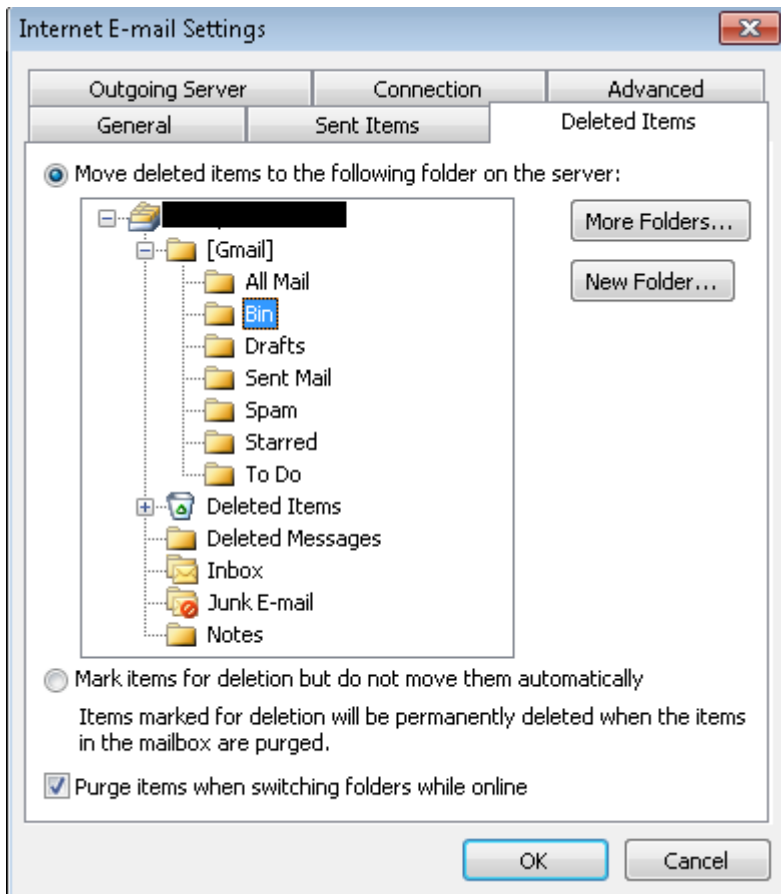 Internet E-mail Settings
Outgoing Server Connection Advanced
General Sent Items Deleted Items
Move deleted items to the following folder on the server:
More Folders...
[Gmail]
All Mail
New Folder...
Bin
Drafts
Sent Mail
Spam
Starred
To Do
Deleted Items
Deleted Messages
Inbox
Junk E-mail
Notes
Mark items for deletion but do not move them automatically
Items marked for deletion will be permanently deleted when the items
in the mailbox are purged.
Purge items when switching folders while online
OK Cancel